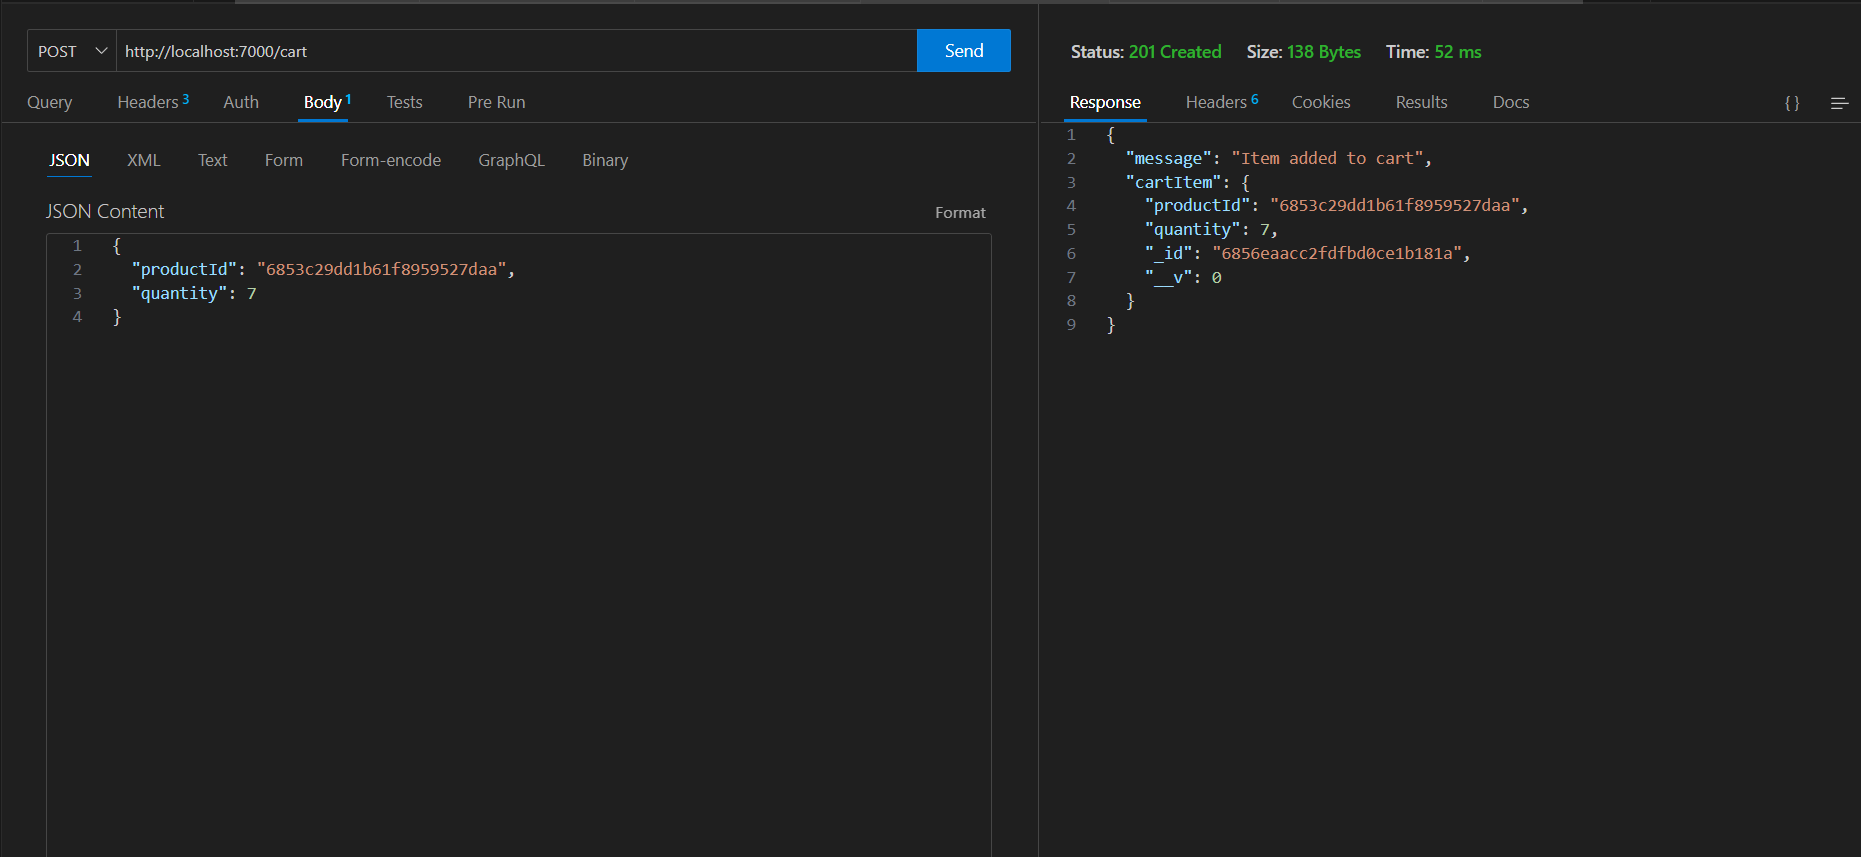 POST http://localhost:7000/cart Send
Query Headers 3 Auth Body 1 Tests Pre Run
JSON XML Text Form Form-encode GraphQL Binary
JSON Content Format
1 {
2 "productId": "6853c29dd1b61f8959527daa",
3 "quantity": 7
4 }
Status: 201 Created Size: 138 Bytes Time: 52 ms
Response Headers 6 Cookies Results Docs { }
1 {
2 "message": "Item added to cart",
3 "cartItem": {
4 "productId": "6853c29dd1b61f8959527daa",
5 "quantity": 7,
6 "_id": "6856eaacc2fdfbd0ce1b181a",
7 "__v": 0
8 }
9 }